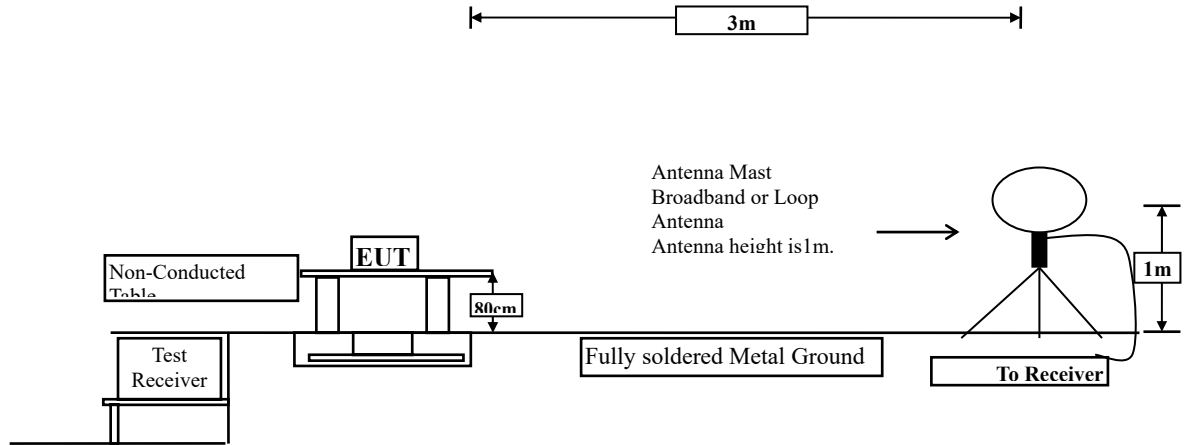 3m
Antenna Mast
Broadband or Loop
Antenna
Antenna height is1m.
EUT
Non-Conducted
Table
80cm
1m
Test
Receiver
Fully soldered Metal Ground
To Receiver